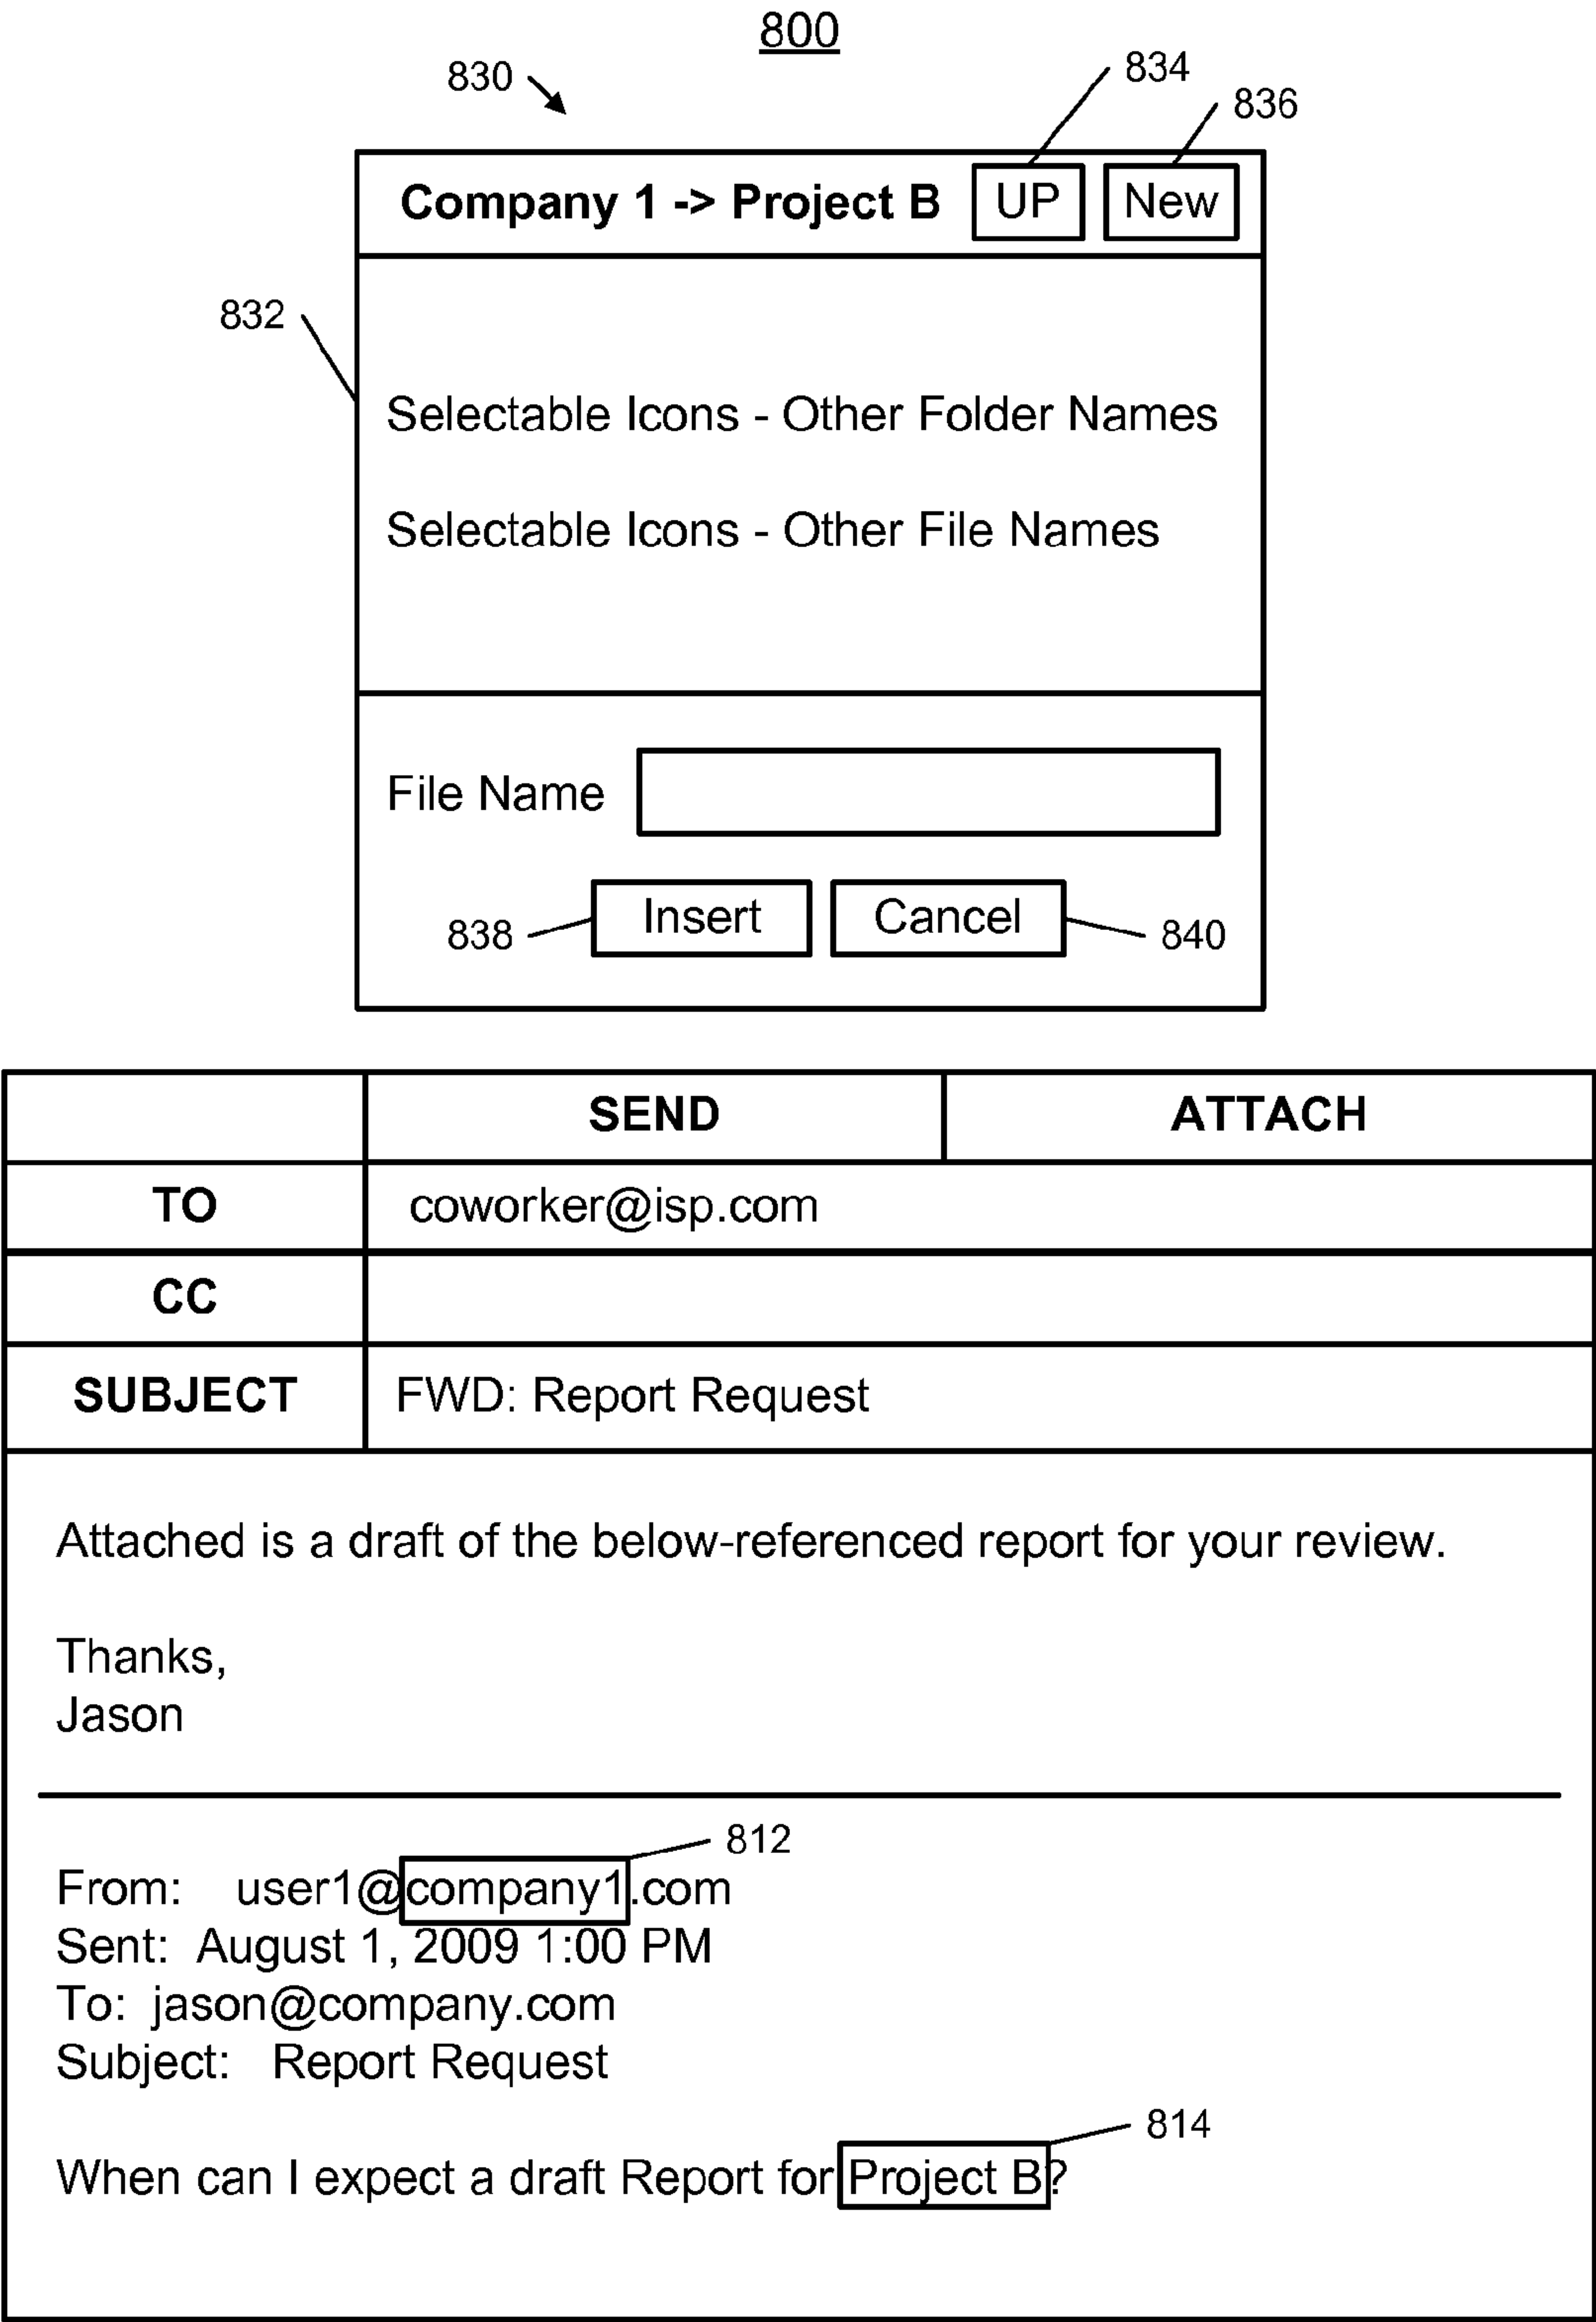 800
830
834
836
Company 1 -> Project B UP New
832
Selectable Icons - Other Folder Names
Selectable Icons - Other File Names
File Name
838 Insert Cancel 840
SEND ATTACH
TO coworker@isp.com
CC
SUBJECT FWD: Report Request
Attached is a draft of the below-referenced report for your review.
Thanks,
Jason
812
From: user1@company1.com
Sent: August 1, 2009 1:00 PM
To: jason@company.com
Subject: Report Request
814
When can I expect a draft Report for Project B?